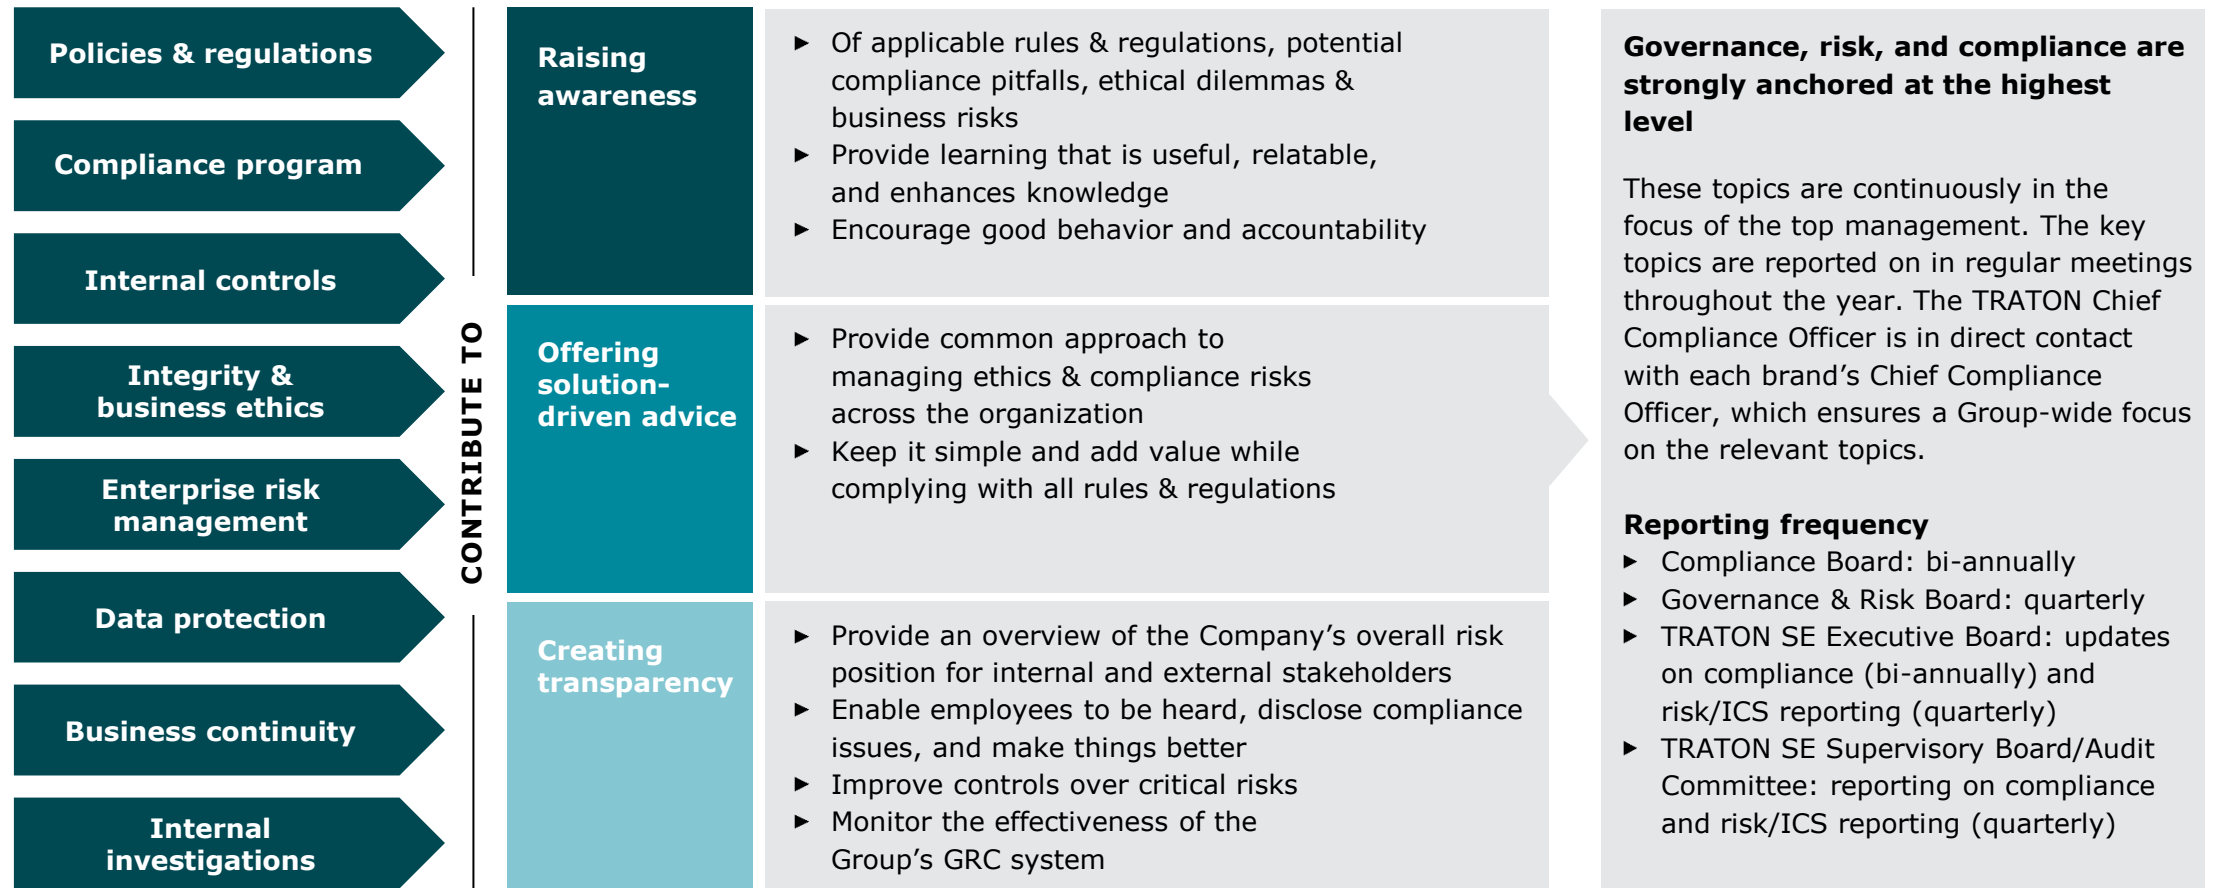 Policies & regulations
Compliance program
Internal controls
Integrity &
business ethics
Enterprise risk
management
Data protection
Business continuity
Internal
investigations
CONTRIBUTE TO
Raising
awareness
► Of applicable rules & regulations, potential
compliance pitfalls, ethical dilemmas &
business risks
► Provide learning that is useful, relatable,
and enhances knowledge
► Encourage good behavior and accountability
Offering
solution-
driven advice
► Provide common approach to
managing ethics & compliance risks
across the organization
► Keep it simple and add value while
complying with all rules & regulations
Creating
transparency
► Provide an overview of the Company’s overall risk
position for internal and external stakeholders
► Enable employees to be heard, disclose compliance
issues, and make things better
► Improve controls over critical risks
► Monitor the effectiveness of the
Group’s GRC system
Governance, risk, and compliance are
strongly anchored at the highest
level
These topics are continuously in the
focus of the top management. The key
topics are reported on in regular meetings
throughout the year. The TRATON Chief
Compliance Officer is in direct contact
with each brand’s Chief Compliance
Officer, which ensures a Group-wide focus
on the relevant topics.
Reporting frequency
► Compliance Board: bi-annually
► Governance & Risk Board: quarterly
► TRATON SE Executive Board: updates
on compliance (bi-annually) and
risk/ICS reporting (quarterly)
► TRATON SE Supervisory Board/Audit
Committee: reporting on compliance
and risk/ICS reporting (quarterly)